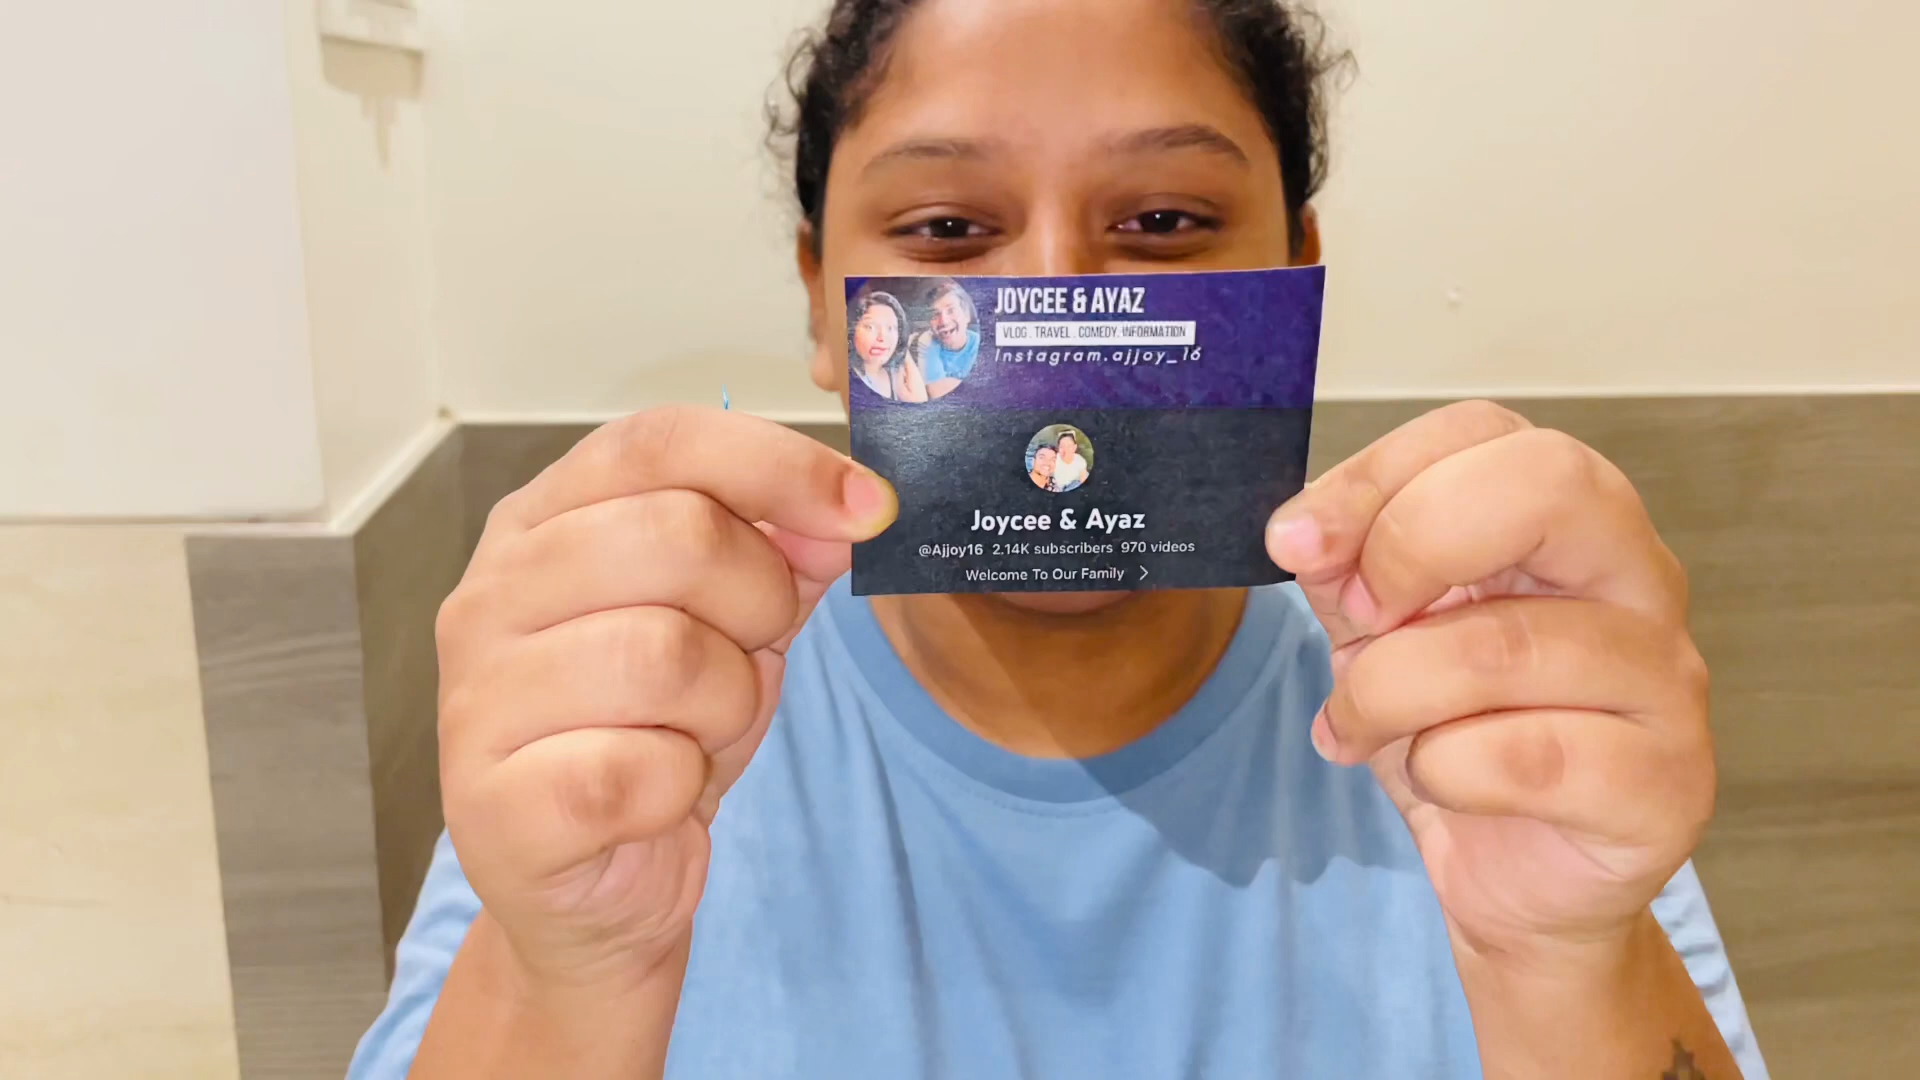 JOYCEE & AYAZ
VLOG . TRAVEL . COMEDY. INFORMATION
Instagram.ajjoy_16
Joycee & Ayaz
@Ajjoy16 2.14K subscribers 970 videos
Welcome To Our Family >